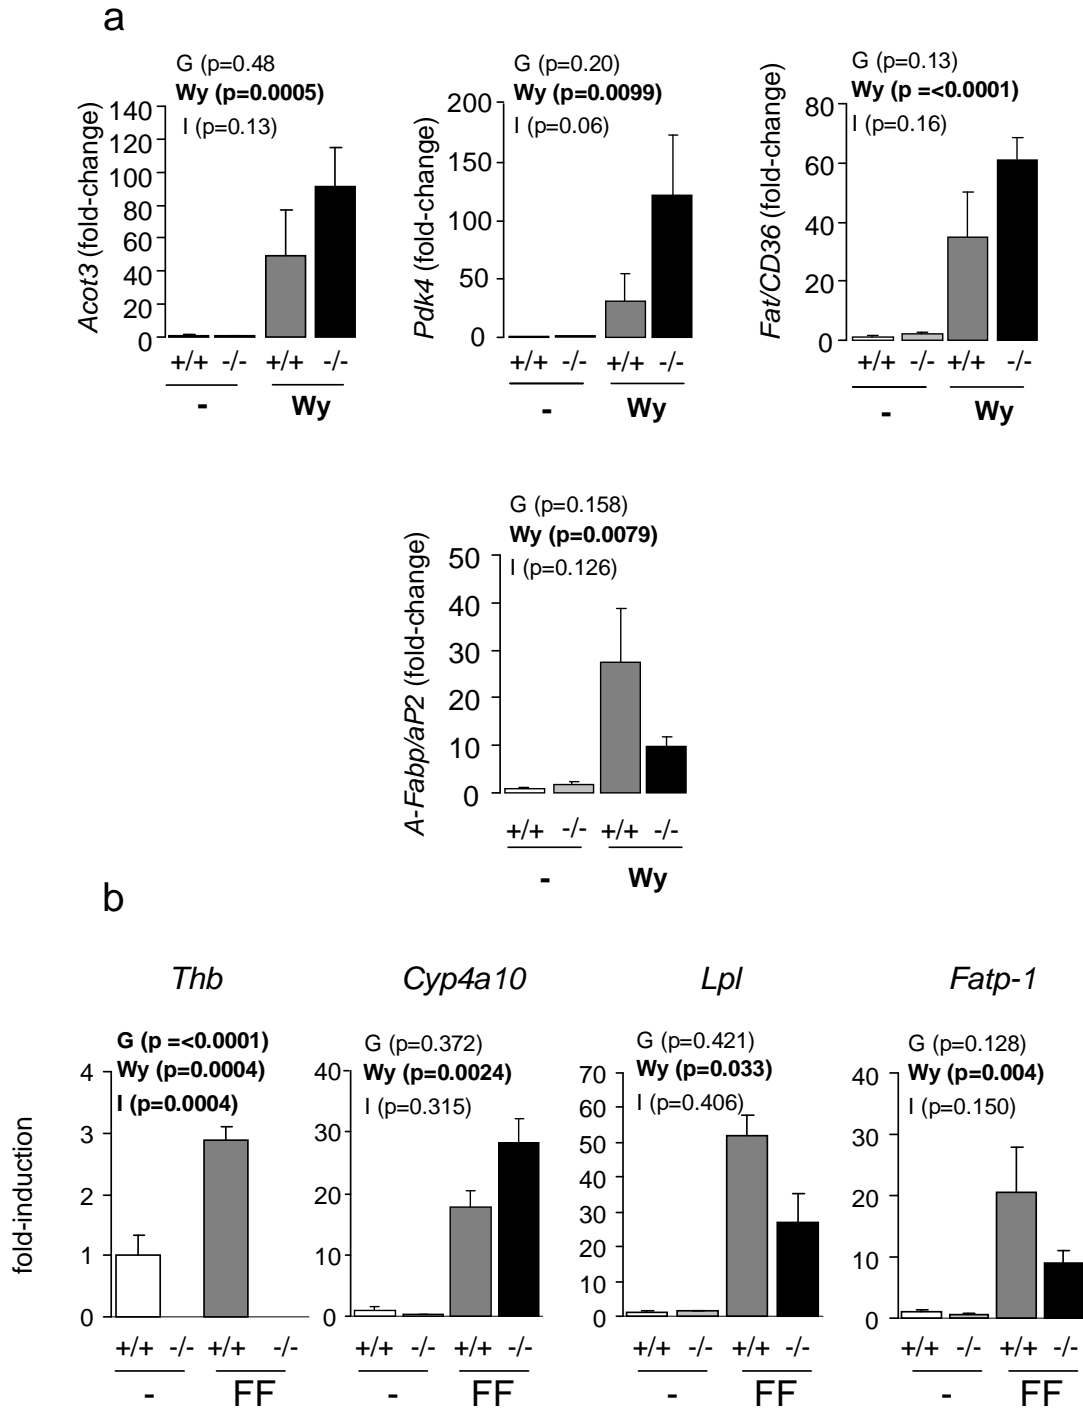 a
G (p=0.48
Wy (p=0.0005)
I (p=0.13)
Acot3 (fold-change)
140
120
100
80
60
40
20
0
+/+ -/- +/+ -/-
- Wy
G (p=0.20)
Wy (p=0.0099)
I (p=0.06)
Pdk4 (fold-change)
200
150
100
50
0
+/+ -/- +/+ -/-
- Wy
G (p=0.13)
Wy (p =<0.0001)
I (p=0.16)
Fat/CD36 (fold-change)
80
60
40
20
0
+/+ -/- +/+ -/-
- Wy
G (p=0.158)
Wy (p=0.0079)
I (p=0.126)
A-Fabp/aP2 (fold-change)
50
40
30
20
10
0
+/+ -/- +/+ -/-
- Wy
b
fold-induction
Thb
G (p =<0.0001)
Wy (p=0.0004)
I (p=0.0004)
4
3
2
1
0
+/+ -/- +/+ -/-
- FF
Cyp4a10
G (p=0.372)
Wy (p=0.0024)
I (p=0.315)
40
30
20
10
0
+/+ -/- +/+ -/-
- FF
Lpl
G (p=0.421)
Wy (p=0.033)
I (p=0.406)
70
60
50
40
30
20
10
0
+/+ -/- +/+ -/-
- FF
Fatp-1
G (p=0.128)
Wy (p=0.004)
I (p=0.150)
40
30
20
10
0
+/+ -/- +/+ -/-
- FF